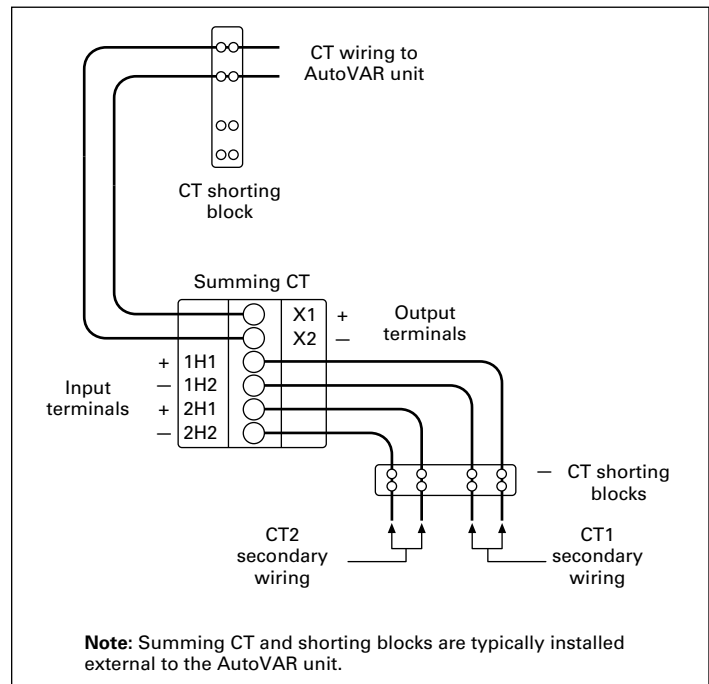 CT wiring to
AutoVAR unit
CT shorting
block
Summing CT
X1 +
X2 —
Output
terminals
Input
terminals
+ 1H1
— 1H2
+ 2H1
— 2H2
— CT shorting
blocks
CT2
secondary
wiring
CT1
secondary
wiring
Note: Summing CT and shorting blocks are typically installed
external to the AutoVAR unit.